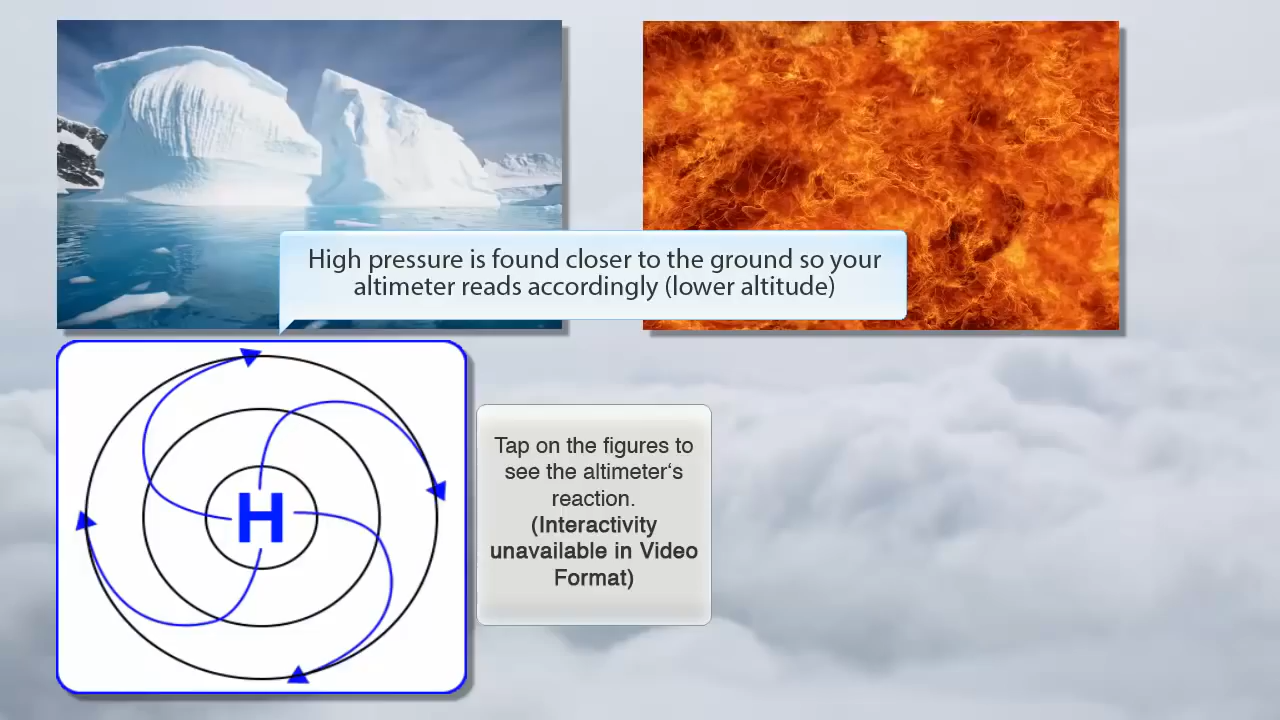 High pressure is found closer to the ground so your
altimeter reads accordingly (lower altitude)
H
Tap on the figures to
see the altimeter‘s
reaction.
(Interactivity
unavailable in Video
Format)